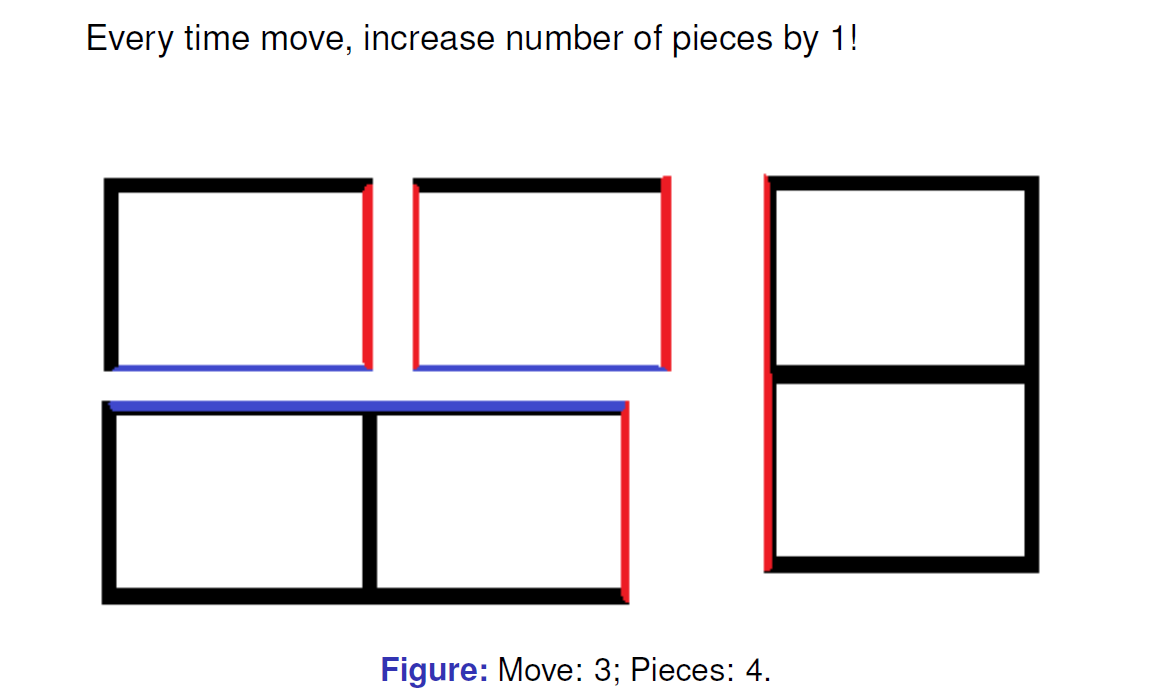 Every time move, increase number of pieces by 1!
Figure: Move: 3; Pieces: 4.